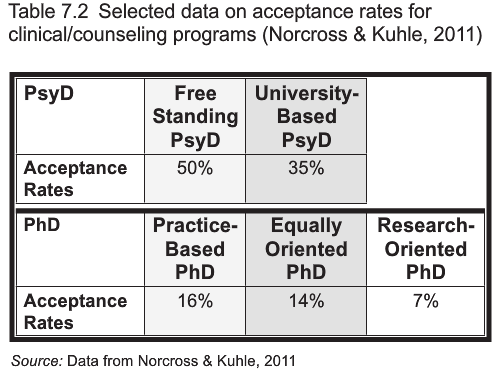 Table 7.2 Selected data on acceptance rates for
clinical/counseling programs (Norcross & Kuhle, 2011)
PsyD
Free
Standing
PsyD
University-
Based
PsyD
Acceptance
Rates
50%
35%
PhD
Practice-
Based
PhD
Equally
Oriented
PhD
Research-
Oriented
PhD
Acceptance
Rates
16%
14%
7%
Source: Data from Norcross & Kuhle, 2011